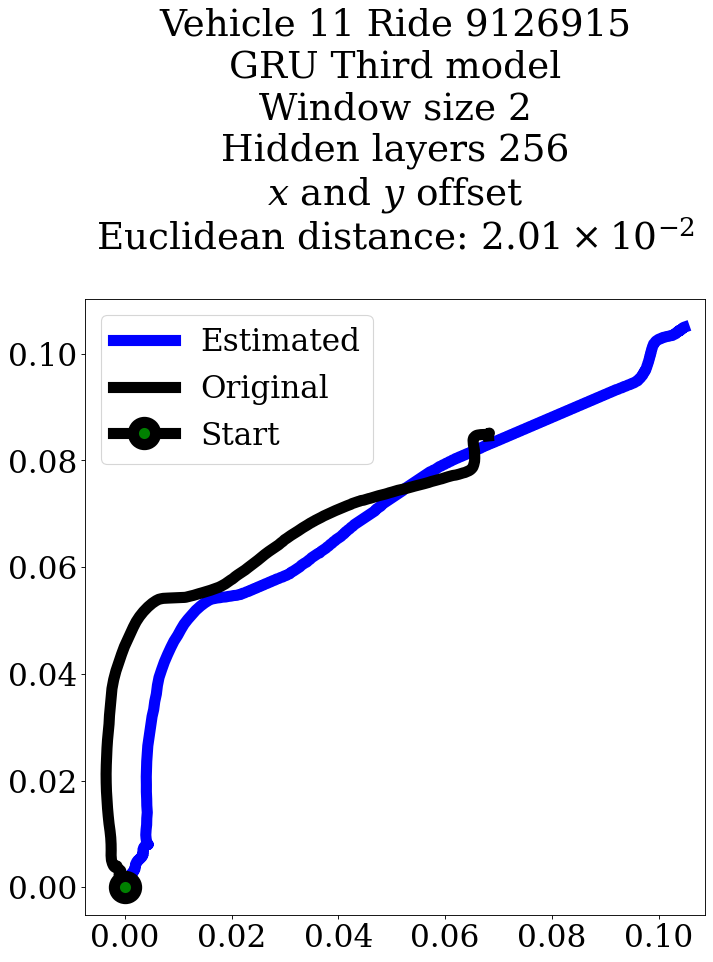 Vehicle 11 Ride 9126915
GRU Third model
Window size 2
Hidden layers 256
x and y offset
Euclidean distance: 2.01 × 10⁻²
Estimated
Original
Start
0.10
0.08
0.06
0.04
0.02
0.00
0.00 0.02 0.04 0.06 0.08 0.10